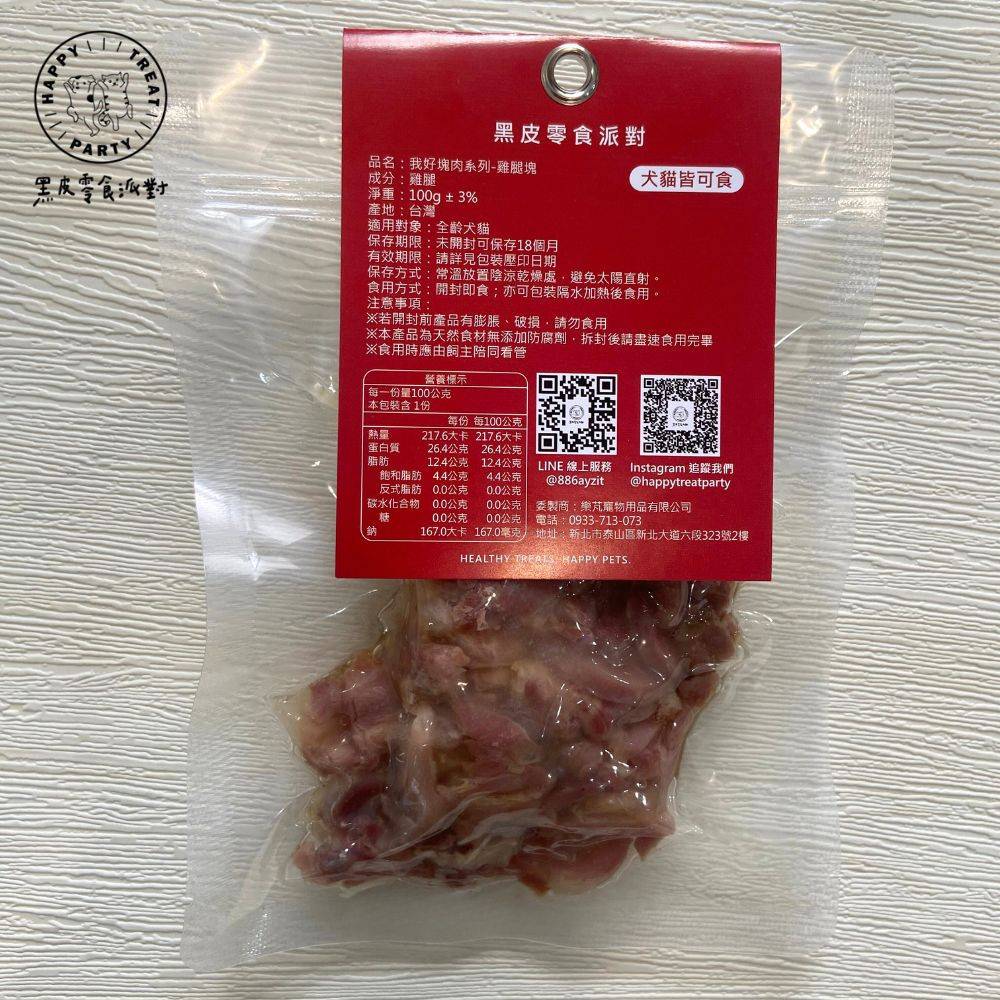 HAPPY TREAT PARTY
黑皮零食派對
黑皮零食派對
犬貓皆可食
品名：我好塊肉系列-雞腿塊
成分：雞腿
淨重：100g ± 3%
產地：台灣
適用對象：全齡犬貓
保存期限：未開封可保存18個月
有效期限：請詳見包裝壓印日期
保存方式：常溫放置陰涼乾燥處，避免太陽直射。
食用方式：開封即食；亦可包裝隔水加熱後食用。
注意事項：
※若開封前產品有膨脹、破損，請勿食用
※本產品為天然食材無添加防腐劑，拆封後請盡速食用完畢
※食用時應由飼主陪同看管
營養標示
每一份量100公克
本包裝含 1份
每份 每100公克
熱量 217.6大卡 217.6大卡
蛋白質 26.4公克 26.4公克
脂肪 12.4公克 12.4公克
飽和脂肪 4.4公克 4.4公克
反式脂肪 0.0公克 0.0公克
碳水化合物 0.0公克 0.0公克
糖 0.0公克 0.0公克
鈉 167.0大卡 167.0毫克
LINE 線上服務
@886ayzit
Instagram 追蹤我們
@happytreatparty
委製商：樂芃寵物用品有限公司
電話：0933-713-073
地址：新北市泰山區新北大道六段323號2樓
HEALTHY TREATS. HAPPY PETS.